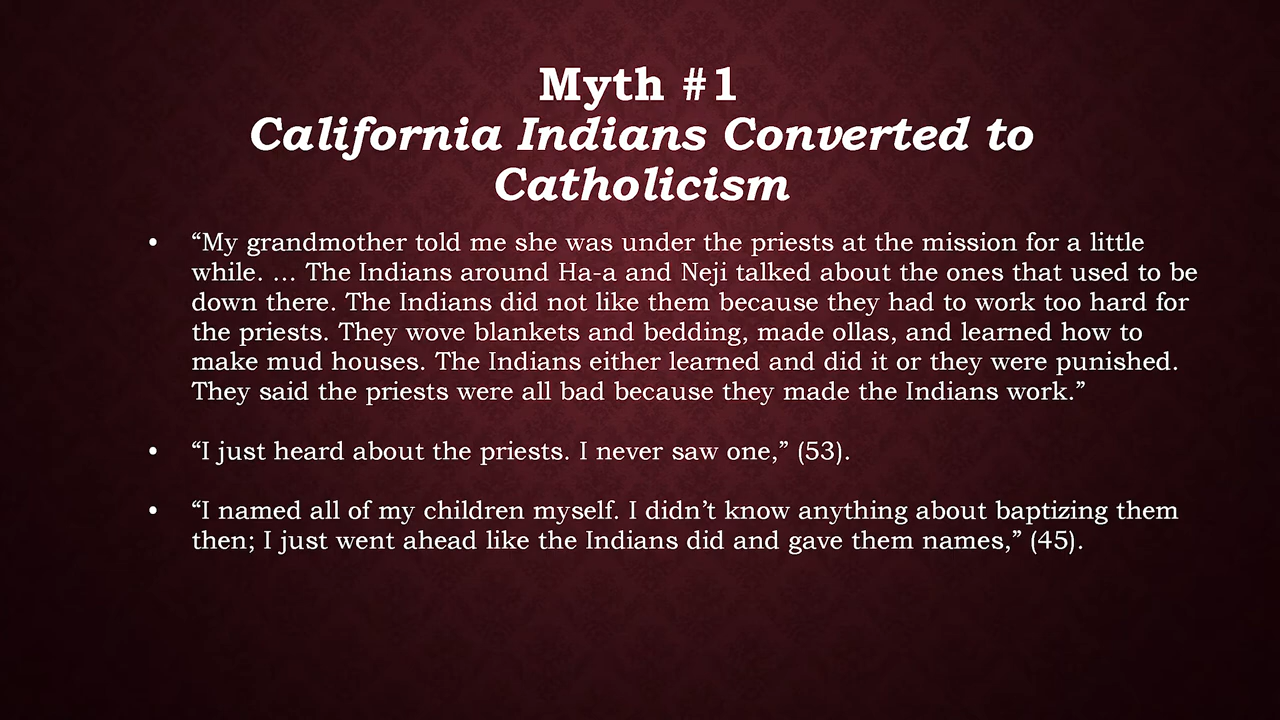 Myth #1
California Indians Converted to
Catholicism
• “My grandmother told me she was under the priests at the mission for a little
while. … The Indians around Ha-a and Neji talked about the ones that used to be
down there. The Indians did not like them because they had to work too hard for
the priests. They wove blankets and bedding, made ollas, and learned how to
make mud houses. The Indians either learned and did it or they were punished.
They said the priests were all bad because they made the Indians work.”
• “I just heard about the priests. I never saw one,” (53).
• “I named all of my children myself. I didn’t know anything about baptizing them
then; I just went ahead like the Indians did and gave them names,” (45).